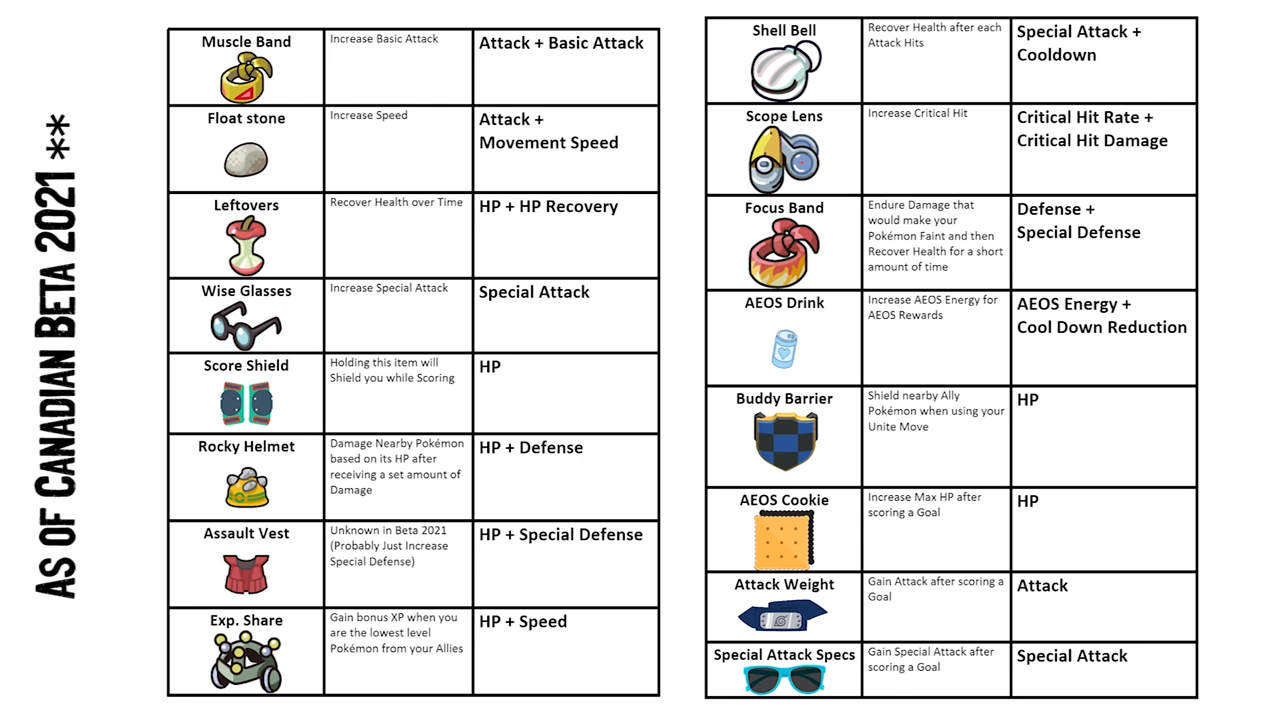 AS OF CANADIAN BETA 2021 **
Muscle Band
Increase Basic Attack
Attack + Basic Attack
Float stone
Increase Speed
Attack +
Movement Speed
Leftovers
Recover Health over Time
HP + HP Recovery
Wise Glasses
Increase Special Attack
Special Attack
Score Shield
Holding this item will
Shield you while Scoring
HP
Rocky Helmet
Damage Nearby Pokémon
based on its HP after
receiving a set amount of
Damage
HP + Defense
Assault Vest
Unknown in Beta 2021
(Probably Just Increase
Special Defense)
HP + Special Defense
Exp. Share
Gain bonus XP when you
are the lowest level
Pokémon from your Allies
HP + Speed
Shell Bell
Recover Health after each
Attack Hits
Special Attack +
Cooldown
Scope Lens
Increase Critical Hit
Critical Hit Rate +
Critical Hit Damage
Focus Band
Endure Damage that
would make your
Pokémon Faint and then
Recover Health for a short
amount of time
Defense +
Special Defense
AEOS Drink
Increase AEOS Energy for
AEOS Rewards
AEOS Energy +
Cool Down Reduction
Buddy Barrier
Shield nearby Ally
Pokémon when using your
Unite Move
HP
AEOS Cookie
Increase Max HP after
scoring a Goal
HP
Attack Weight
Gain Attack after scoring a
Goal
Attack
Special Attack Specs
Gain Special Attack after
scoring a Goal
Special Attack